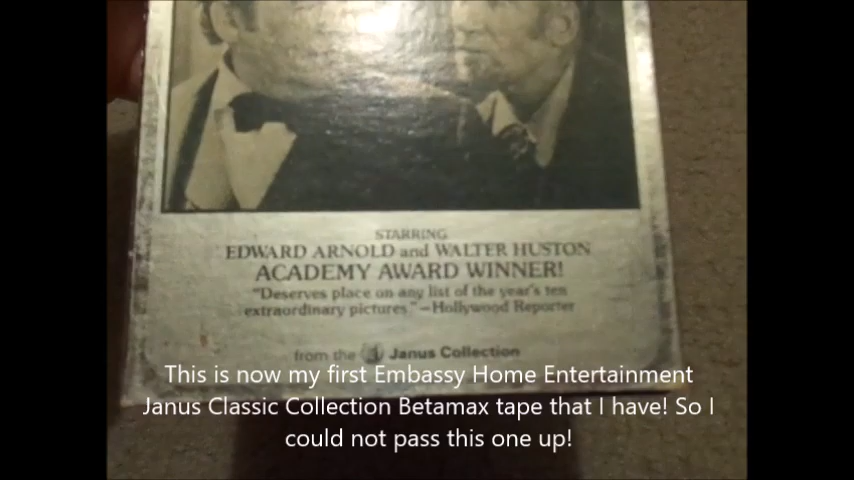 STARRING
EDWARD ARNOLD and WALTER HUSTON
ACADEMY AWARD WINNER!
"Deserves place on any list of the year's ten
extraordinary pictures."—Hollywood Reporter
from the Janus Collection
This is now my first Embassy Home Entertainment
Janus Classic Collection Betamax tape that I have! So I
could not pass this one up!